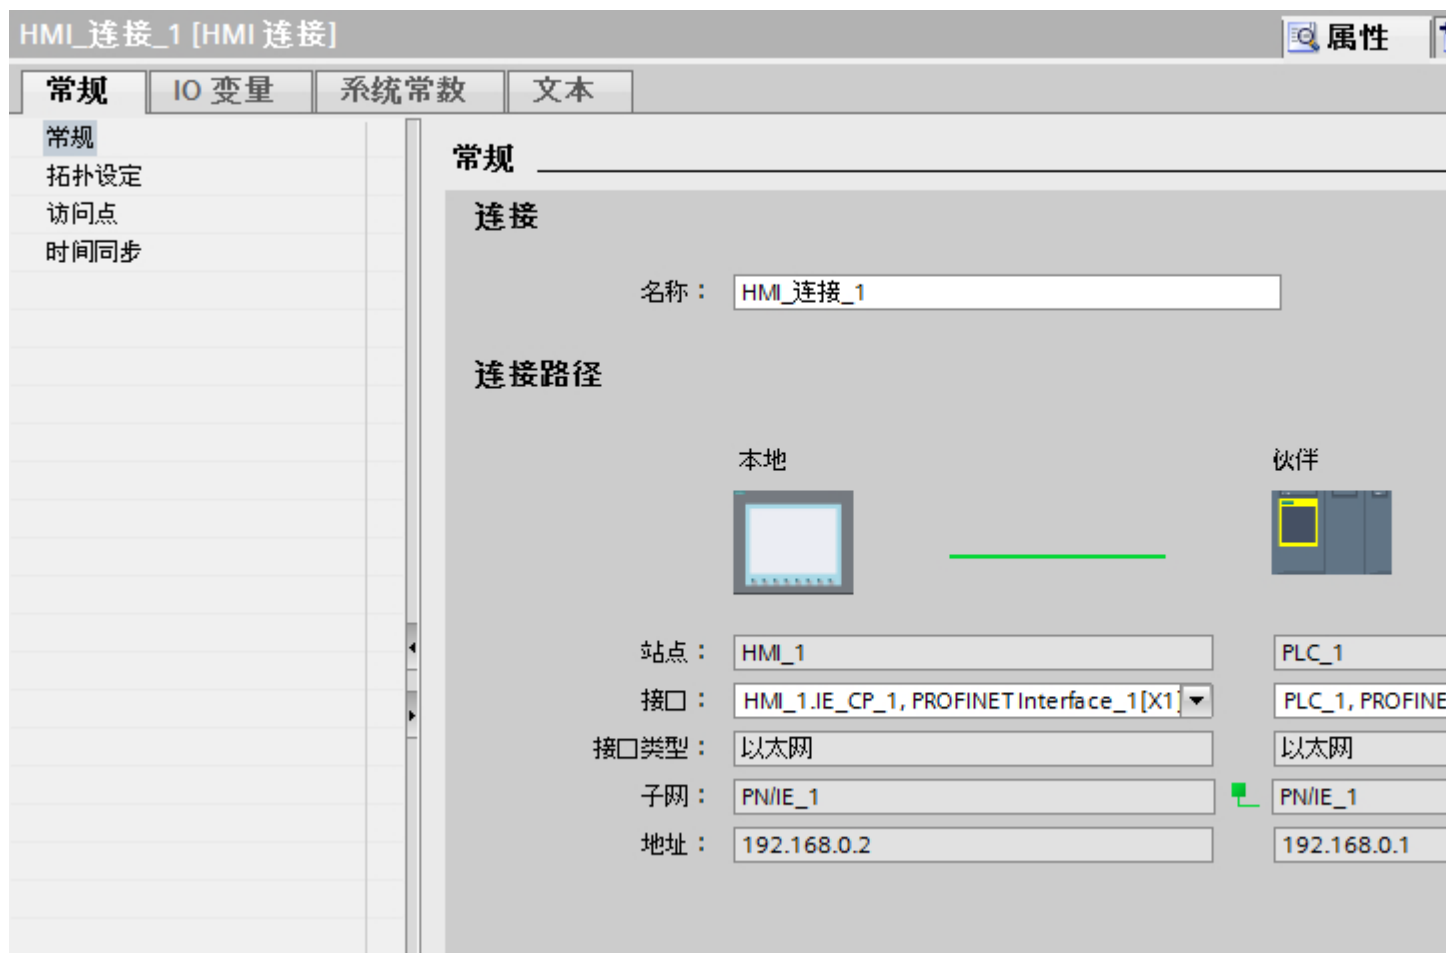 HMI_连接_1 [HMI 连接]
属性
常规
IO 变量
系统常数
文本
常规
拓扑设定
访问点
时间同步
常规
连接
名称：
HMI_连接_1
连接路径
本地
伙伴
站点：
HMI_1
PLC_1
接口：
HMI_1.IE_CP_1, PROFINET Interface_1[X1]
PLC_1, PROFINE
接口类型：
以太网
以太网
子网：
PN/IE_1
PN/IE_1
地址：
192.168.0.2
192.168.0.1